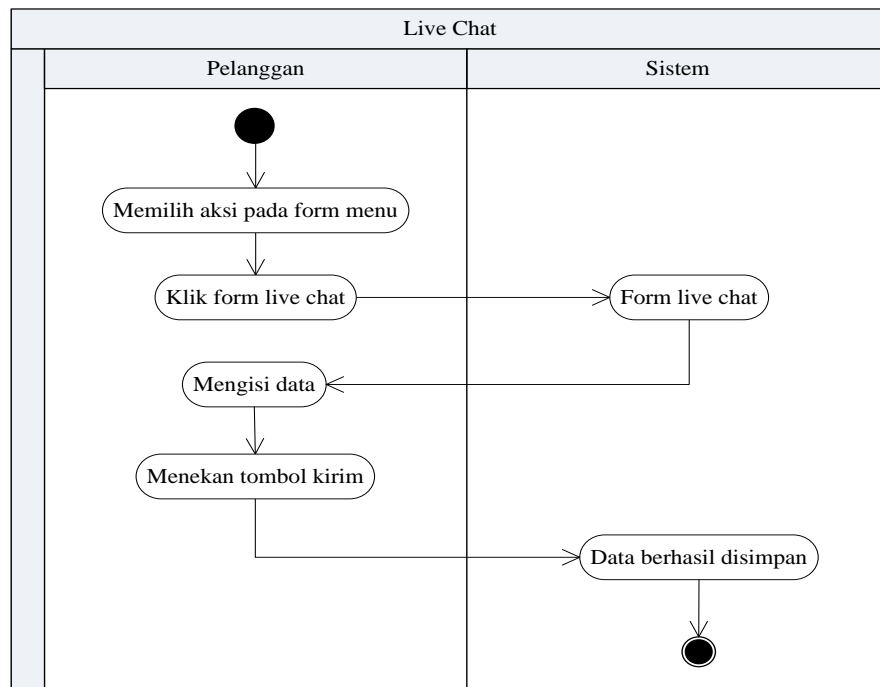 Live Chat
Pelanggan
Sistem
Memilih aksi pada form menu
Klik form live chat
Form live chat
Mengisi data
Menekan tombol kirim
Data berhasil disimpan